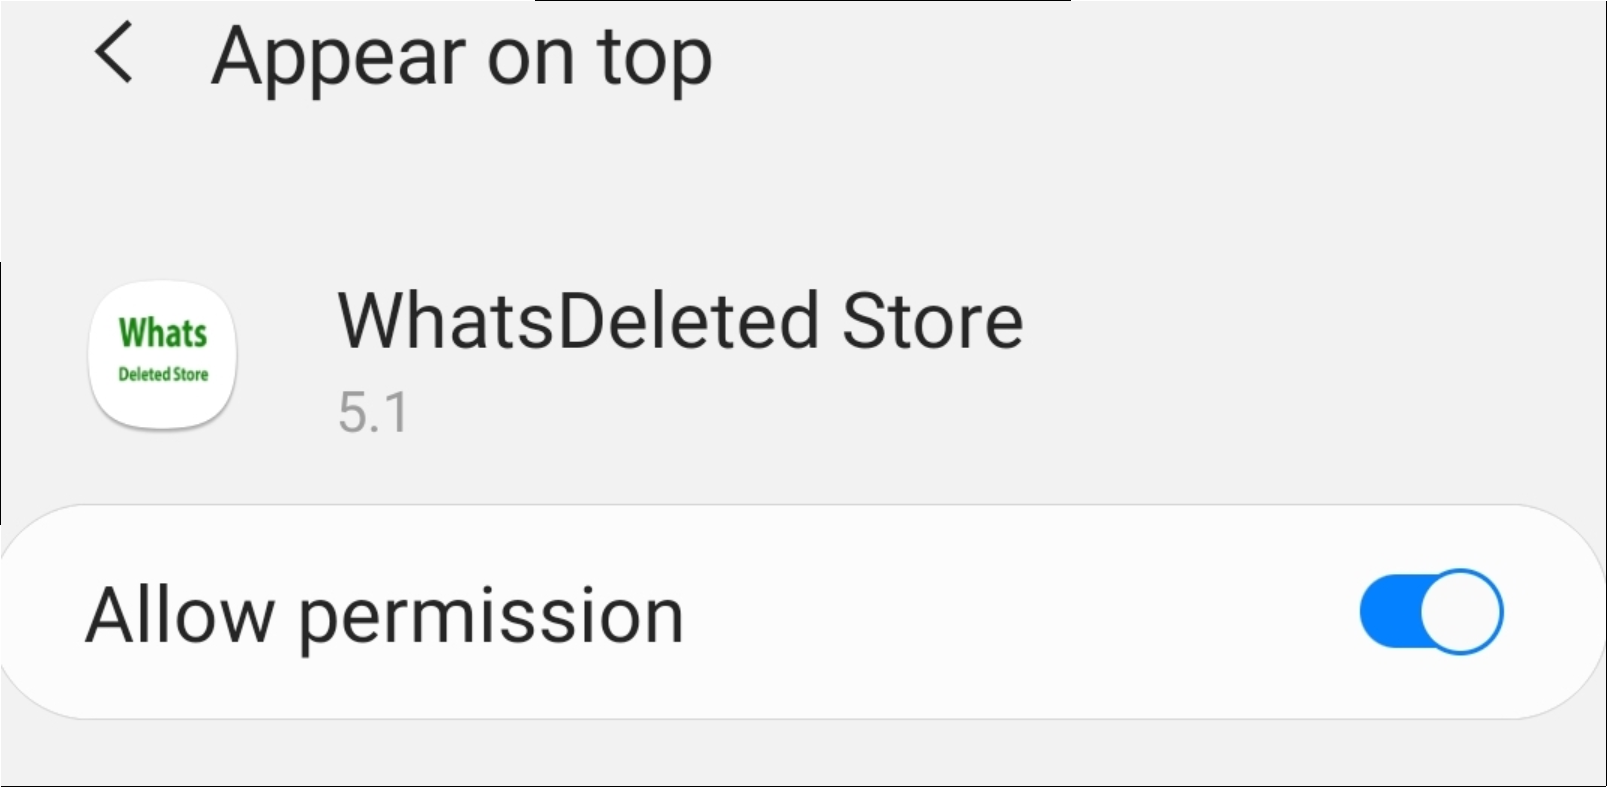 Appear on top
Whats
Deleted Store
WhatsDeleted Store
5.1
Allow permission